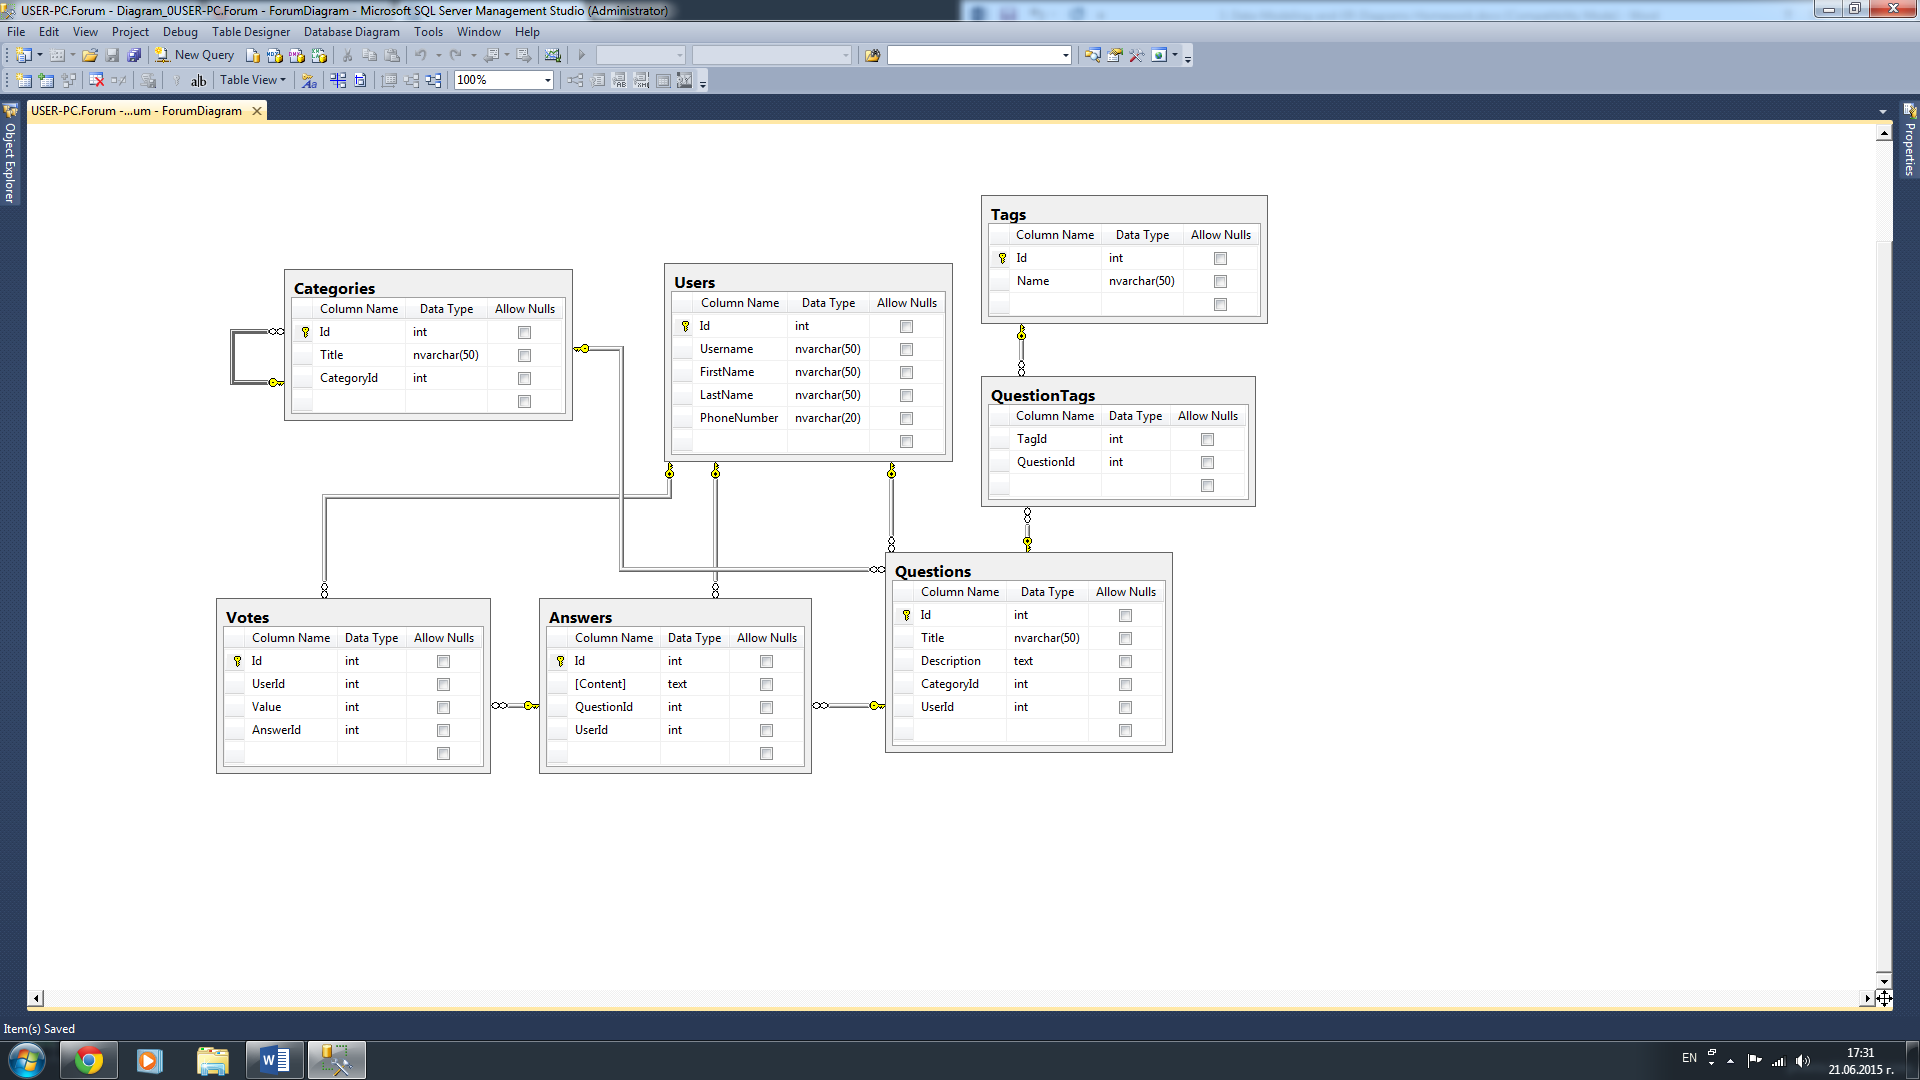 USER-PC.Forum - Diagram_0USER-PC.Forum - ForumDiagram - Microsoft SQL Server Management Studio (Administrator)
File Edit View Project Debug Table Designer Database Diagram Tools Window Help
New Query
ab Table View 100%
USER-PC.Forum -...um - ForumDiagram
Object Explorer
Properties
Tags
Column Name Data Type Allow Nulls
Id int
Name nvarchar(50)
Categories
Column Name Data Type Allow Nulls
Id int
Title nvarchar(50)
CategoryId int
Users
Column Name Data Type Allow Nulls
Id int
Username nvarchar(50)
FirstName nvarchar(50)
LastName nvarchar(50)
PhoneNumber nvarchar(20)
QuestionTags
Column Name Data Type Allow Nulls
TagId int
QuestionId int
Votes
Column Name Data Type Allow Nulls
Id int
UserId int
Value int
AnswerId int
Answers
Column Name Data Type Allow Nulls
Id int
[Content] text
QuestionId int
UserId int
Questions
Column Name Data Type Allow Nulls
Id int
Title nvarchar(50)
Description text
CategoryId int
UserId int
Item(s) Saved
EN
17:31
21.06.2015 г.